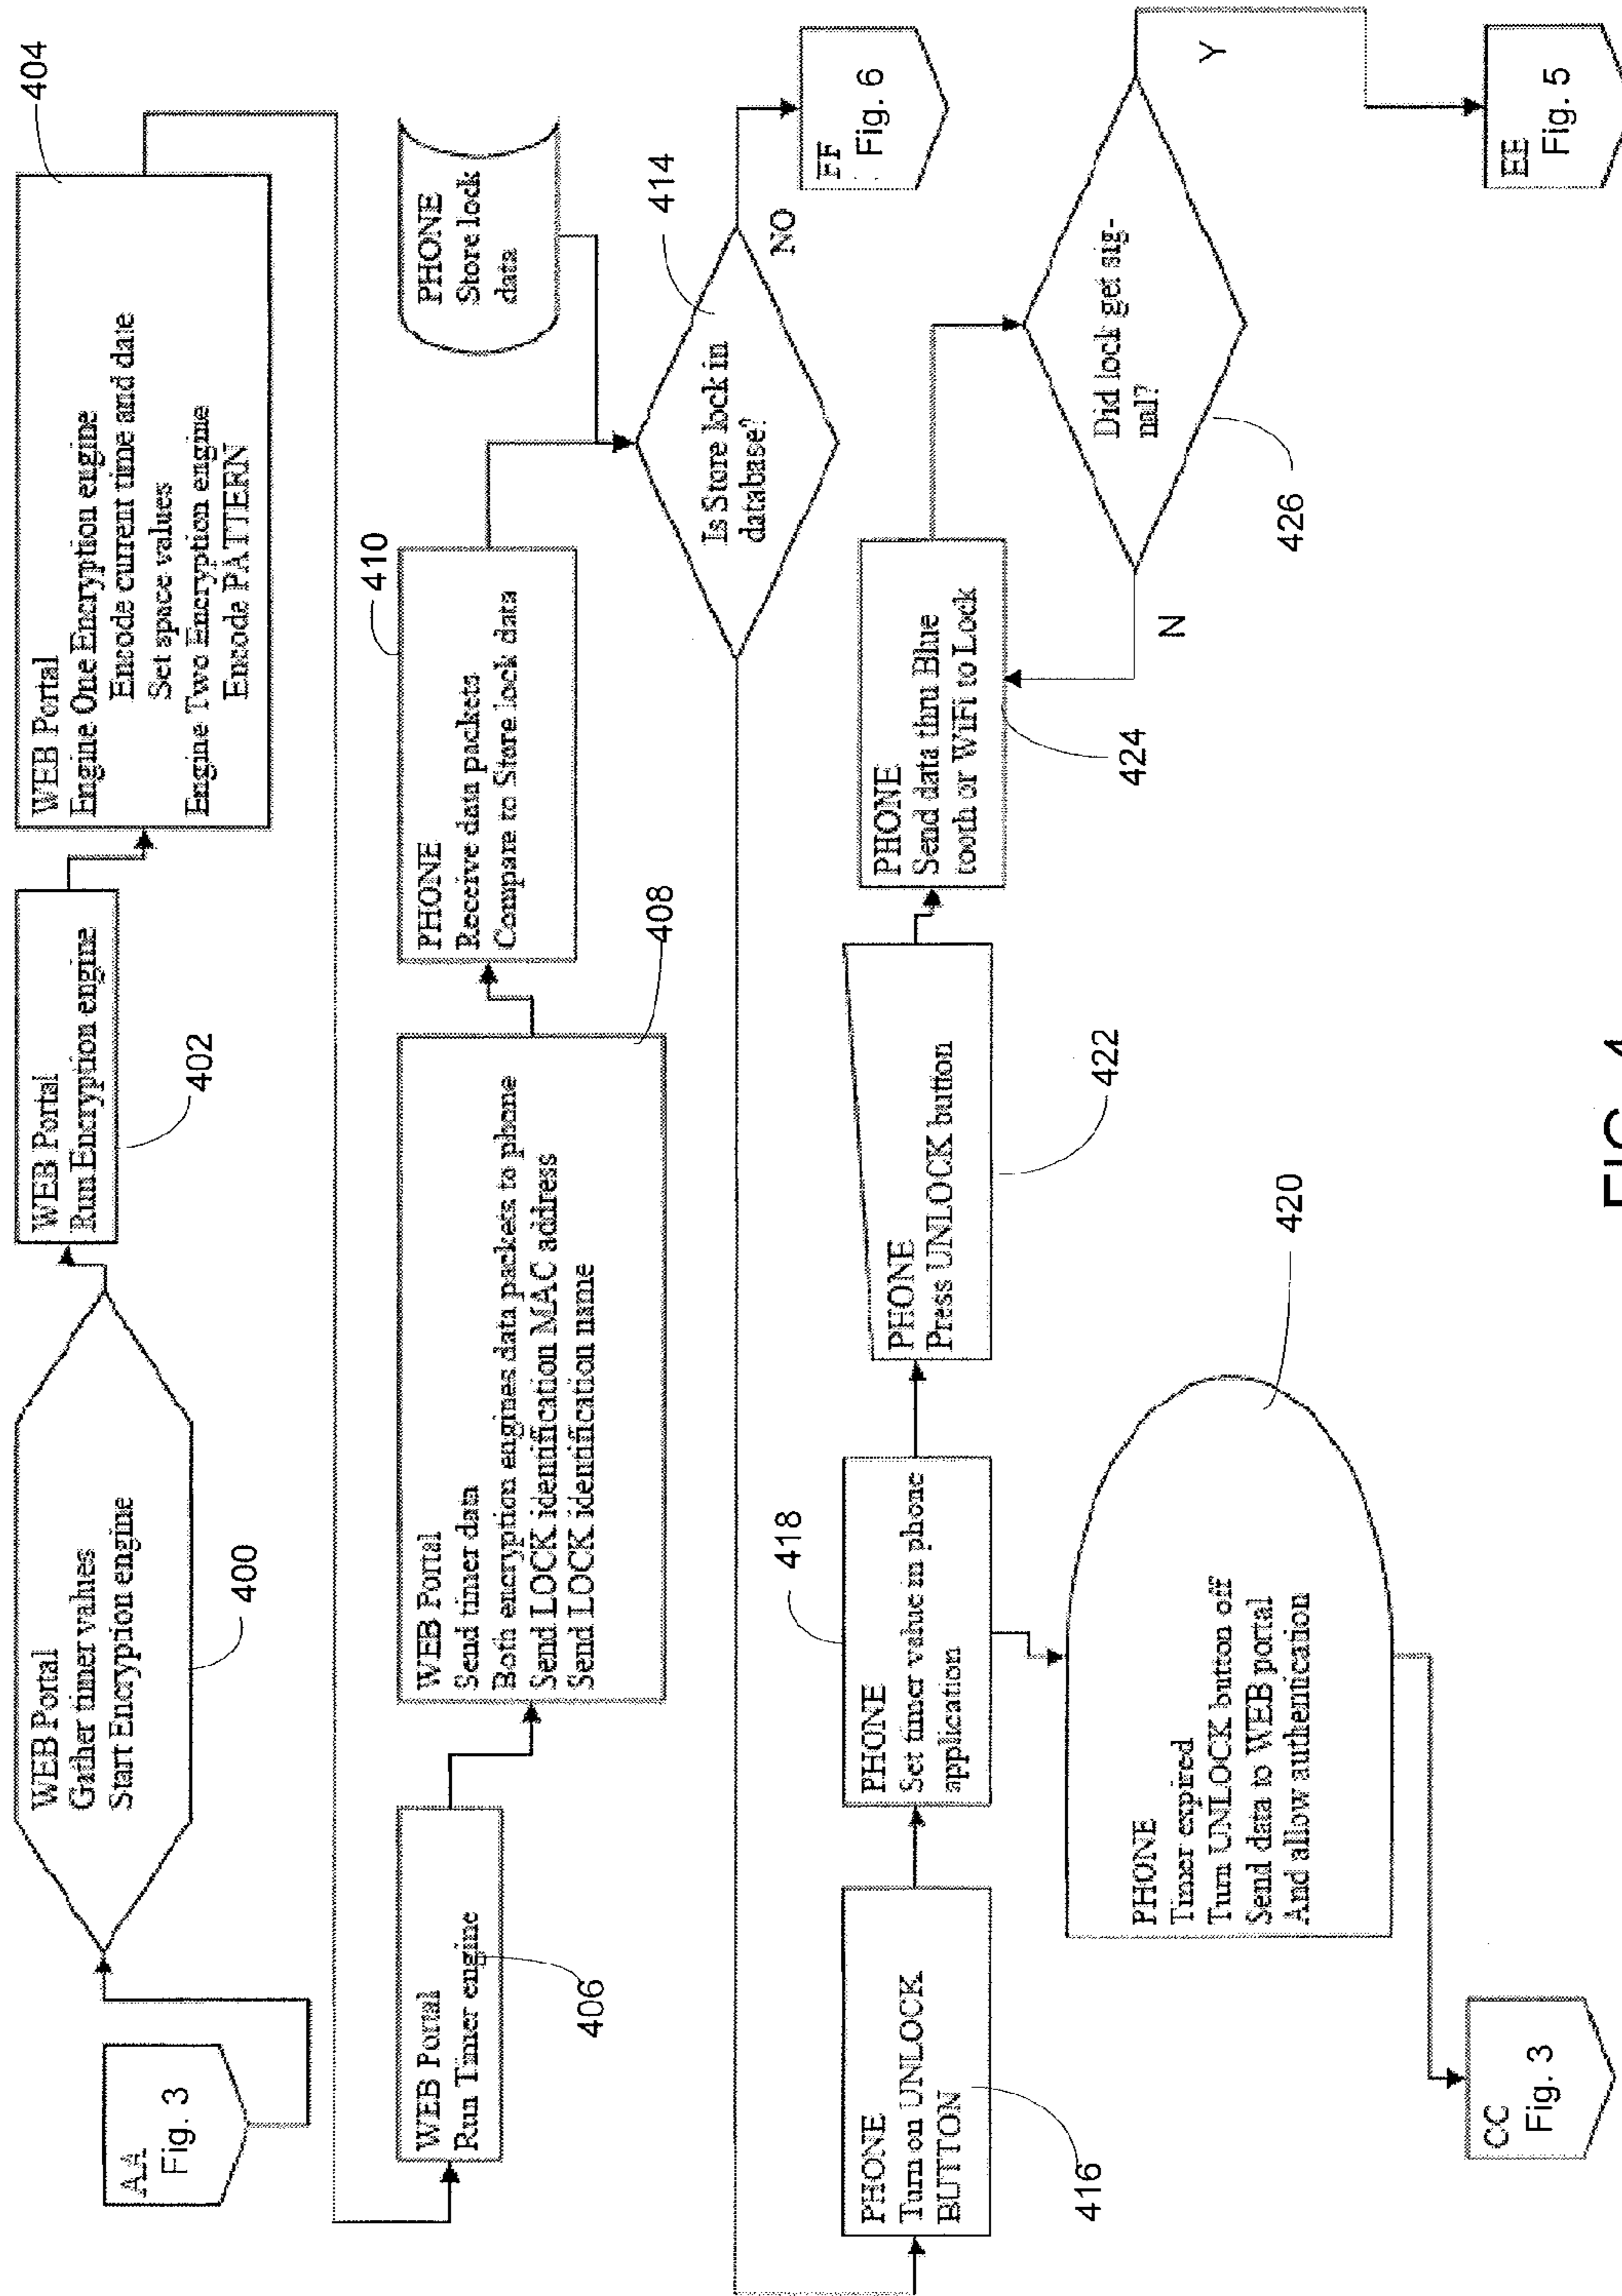 AA
Fig. 3
WEB Portal
Gather timer values
Start Encryption engine
400
WEB Portal
Run Encryption engine
402
WEB Portal
Engine One Encryption engine
Encode current time and date
Set space values
Engine Two Encryption engine
Encode PATTERN
404
WEB Portal
Run Timer engine
406
WEB Portal
Send timer data
Both encryption engines data packets to phone
Send LOCK identification MAC address
Send LOCK identification name
408
PHONE
Receive data packets
Compare to Store lock data
410
PHONE
Store lock
data
Is Store lock in
database?
414
NO
FF
Fig. 6
PHONE
Turn on UNLOCK
BUTTON
416
PHONE
Set timer value in phone
application
418
PHONE
Timer expired
Turn UNLOCK button off
Send data to WEB portal
And allow authentication
420
CC
Fig. 3
PHONE
Press UNLOCK button
422
PHONE
Send data thru Blue
tooth or WiFi to Lock
424
Did lock get sig-
nal?
426
N
Y
EE
Fig. 5
FIG. 4